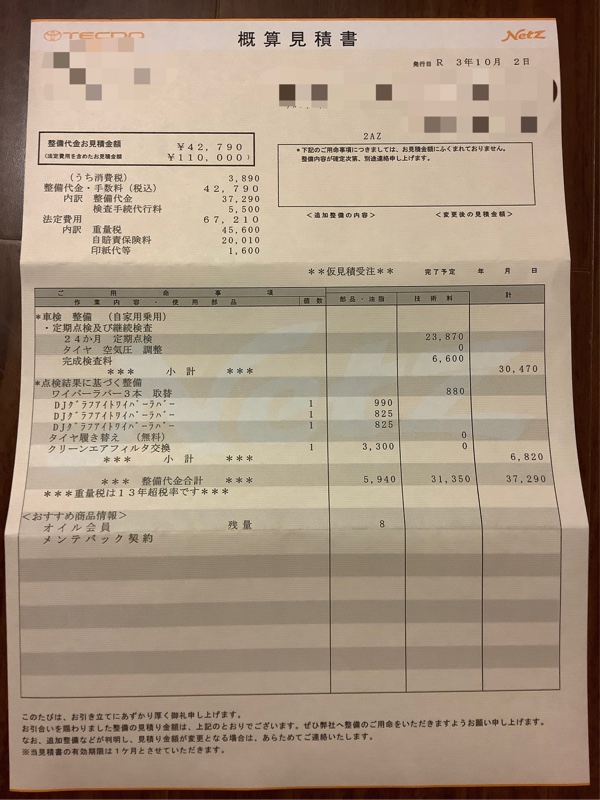 TECDO
概算見積書
Netz
発行日 R 3年10月 2日
2AZ
整備代金お見積金額 ¥42,790
(法定費用を含めたお見積金額 ¥110,000)
*下記のご用命事項につきましては、お見積金額にふくまれておりません。
整備内容が確定次第、別途連絡申し上げます。
(うち消費税) 3,890
整備代金・手数料(税込) 42,790
内訳 整備代金 37,290
検査手続代行料 5,500
法定費用 67,210
内訳 重量税 45,600
自賠責保険料 20,010
印紙代等 1,600
<追加整備の内容> <変更後の見積金額>
**仮見積受注** 完了予定 年 月 日
ご用命事項
作業内容・使用部品 個数 部品・油脂 技術料 計
*車検 整備 (自家用乗用)
・定期点検及び継続検査
24か月 定期点検 23,870
タイヤ 空気圧 調整 0
完成検査料 6,600
*** 小計 *** 30,470
*点検結果に基づく整備
ワイパーラバー3本 取替 880
DJグラファイトワイパーラバー 1 990
DJグラファイトワイパーラバー 1 825
DJグラファイトワイパーラバー 1 825
タイヤ履き替え (無料) 0
クリーンエアフィルタ交換 1 3,300 0
*** 小計 *** 6,820
*** 整備代金合計 *** 5,940 31,350 37,290
***重量税は13年超税率です***
<おすすめ商品情報>
オイル会員 残量 8
メンテパック契約
このたびは、お引き立てにあずかり厚く御礼申し上げます。
お引合いを賜わりました整備の見積り金額は、上記のとおりでございます。ぜひ弊社へ整備のご用命をいただきますようお願い申し上げます。
なお、追加整備などが判明し、見積り金額が変更となる場合は、あらためてご連絡いたします。
※当見積書の有効期限は1ケ月とさせていただきます。